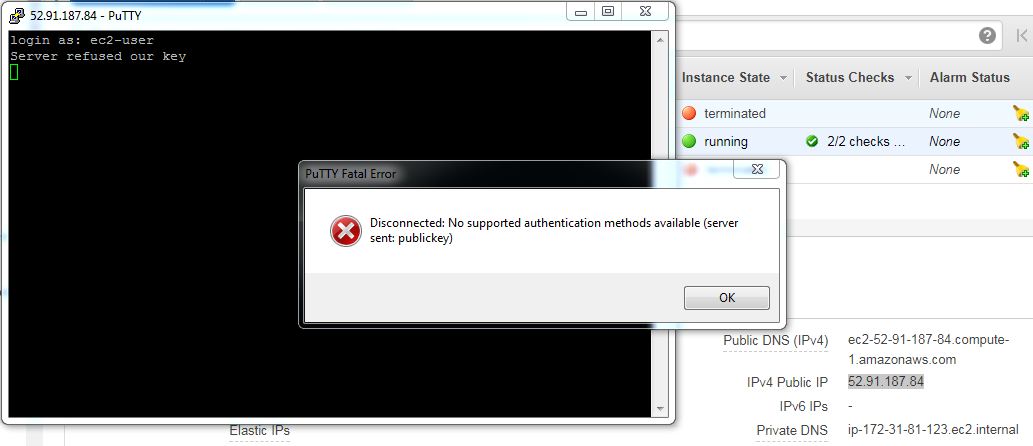 52.91.187.84 - PuTTY
login as: ec2-user
Server refused our key
Instance State Status Checks Alarm Status
terminated None
running 2/2 checks ... None
None
PuTTY Fatal Error
Disconnected: No supported authentication methods available (server
sent: publickey)
OK
Public DNS (IPv4) ec2-52-91-187-84.compute-
1.amazonaws.com
IPv4 Public IP 52.91.187.84
IPv6 IPs -
Elastic IPs Private DNS ip-172-31-81-123.ec2.internal